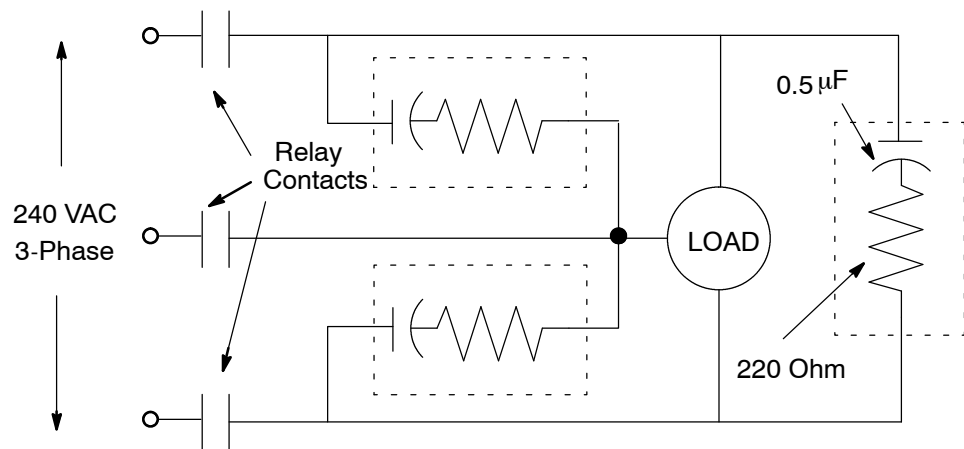 0.5 μF
Relay
Contacts
240 VAC
3-Phase
LOAD
220 Ohm